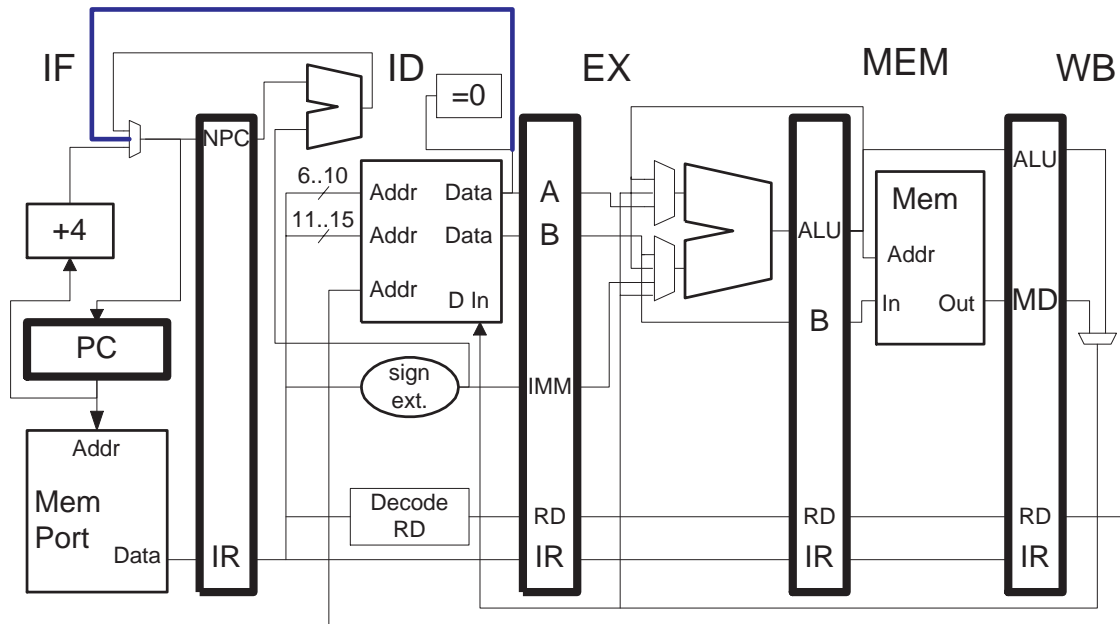 IF
ID
EX
MEM
WB
=0
NPC
6..10
Addr
Data
A
ALU
11..15
Addr
Data
B
Mem
+4
ALU
Addr
Addr
D In
In
Out
MD
PC
B
sign
ext.
IMM
Addr
Mem
Port
Data
Decode
RD
RD
RD
RD
IR
IR
IR
IR